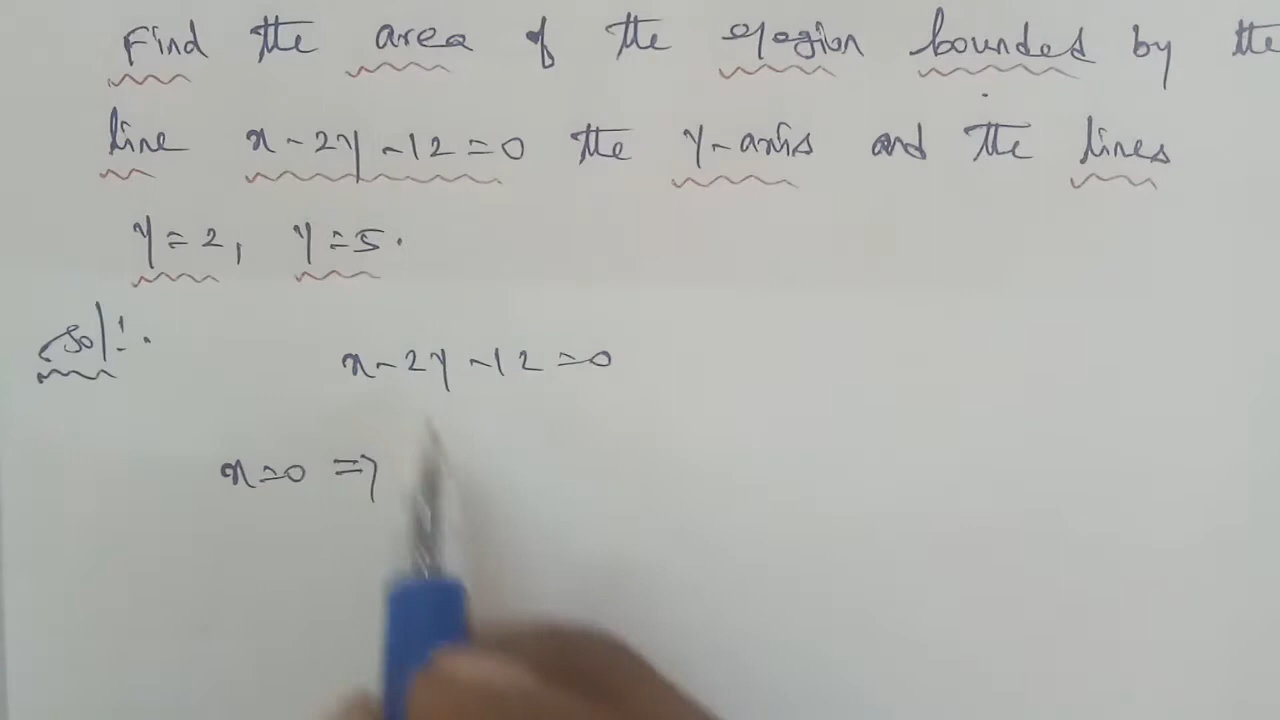 Find the area of the region bounded by the
line x-2y-12=0 the y-axis and the lines
y=2, y=5.
Sol:.
x-2y-12=0
x=0 =>